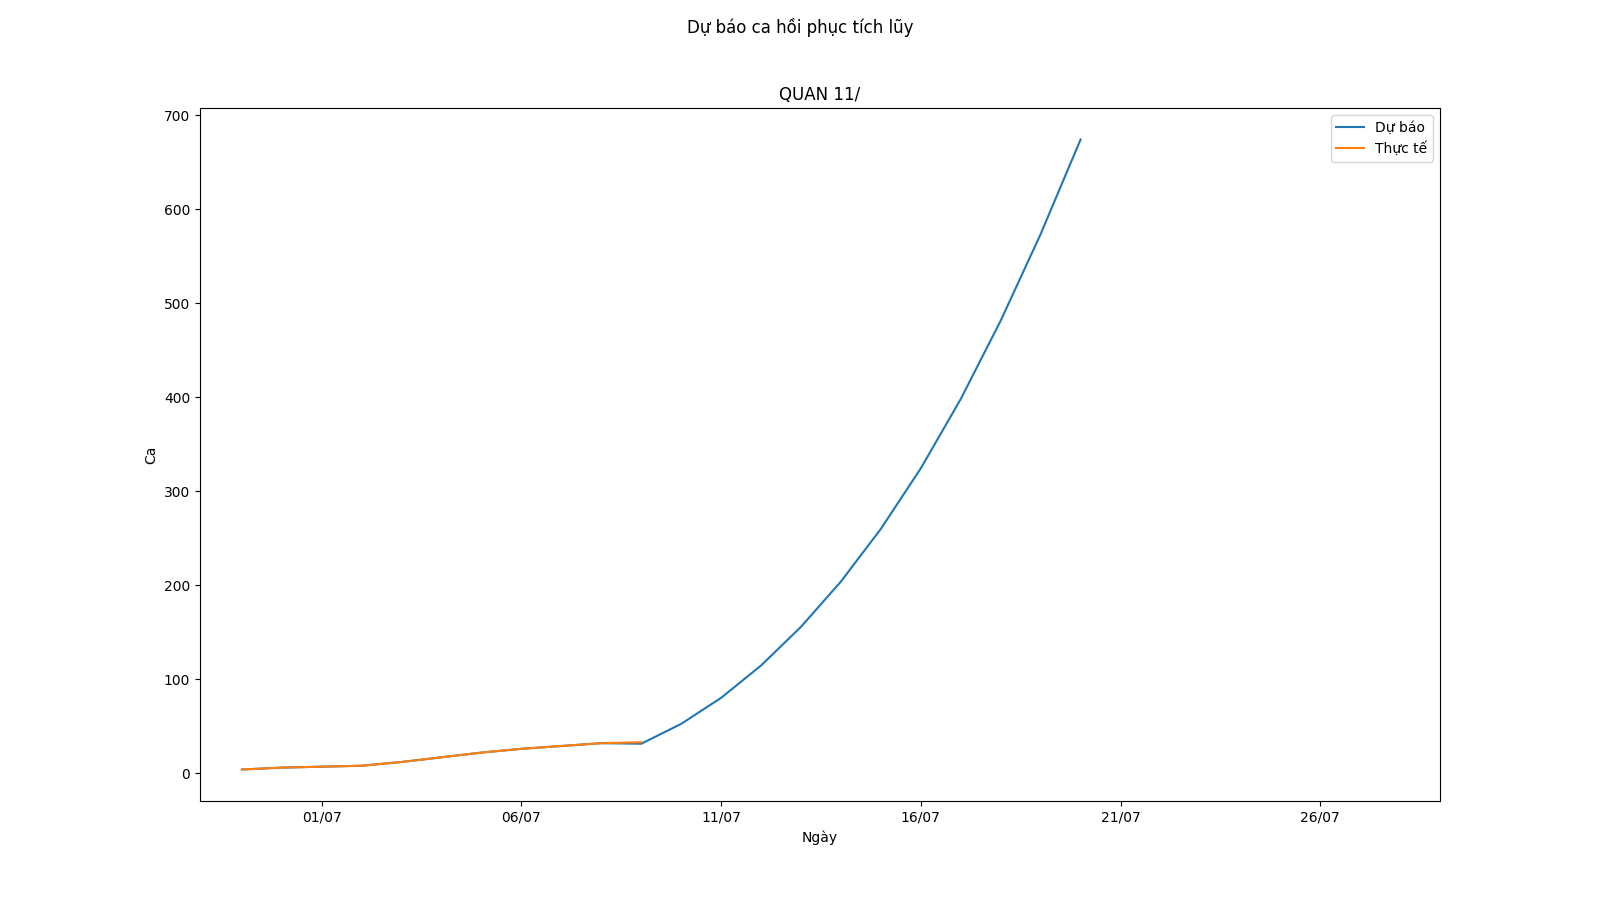 Dự báo ca hồi phục tích lũy
QUAN 11/
700
600
500
400
300
200
100
0
Ca
Dự báo
Thực tế
01/07
06/07
11/07
16/07
21/07
26/07
Ngày